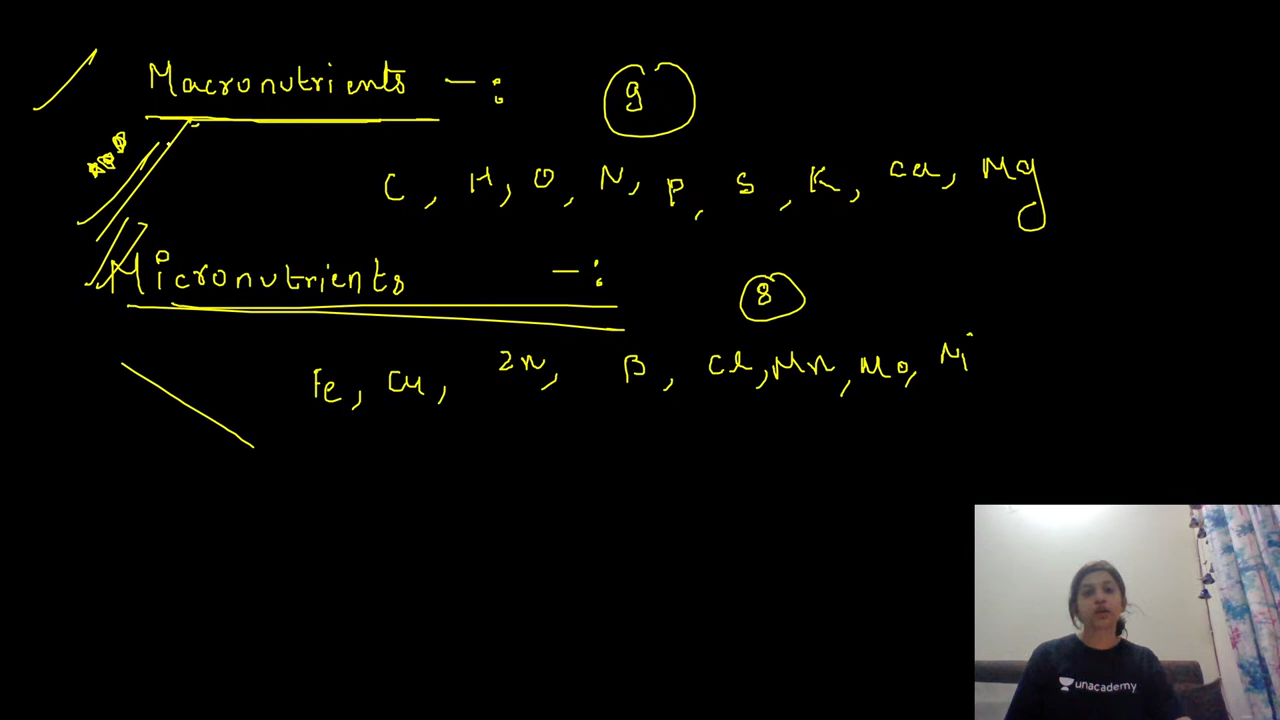 Macronutrients -: 9
C, H, O, N, P, S, K, Ca, Mg
Micronutrients -: 8
Fe, Cu, Zn, B, Cl, Mn, Mo, Ni
unacademy